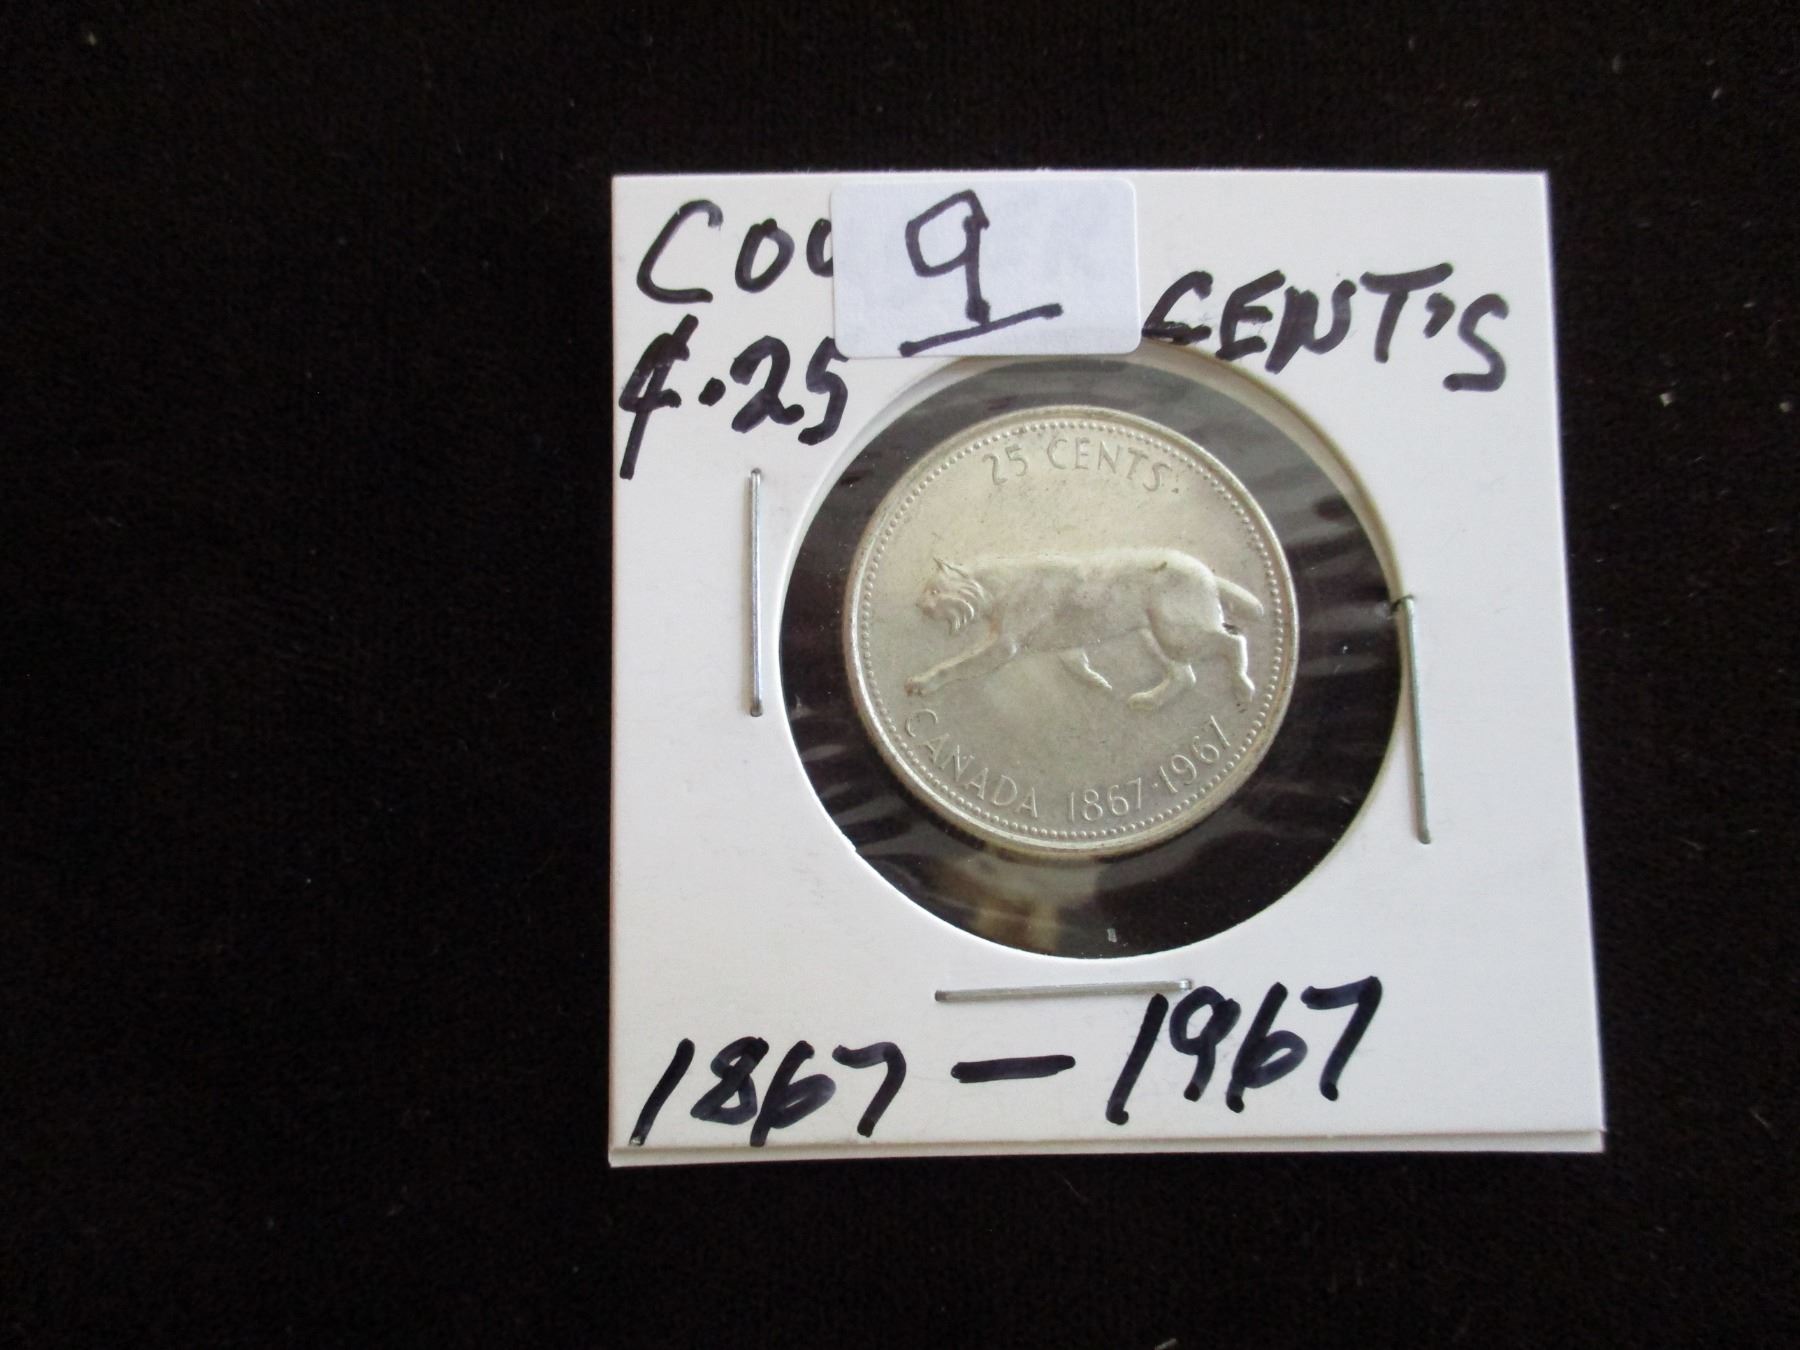 9
CENT'S
¢.25
25 CENTS
CANADA 1867·1967
1867-1967